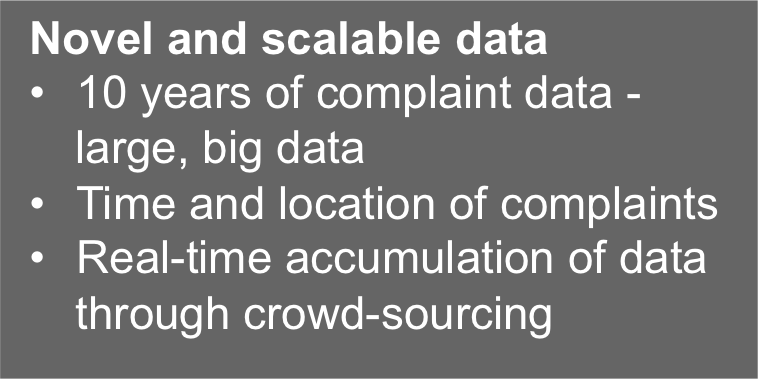 Novel and scalable data
• 10 years of complaint data -
large, big data
• Time and location of complaints
• Real-time accumulation of data
through crowd-sourcing